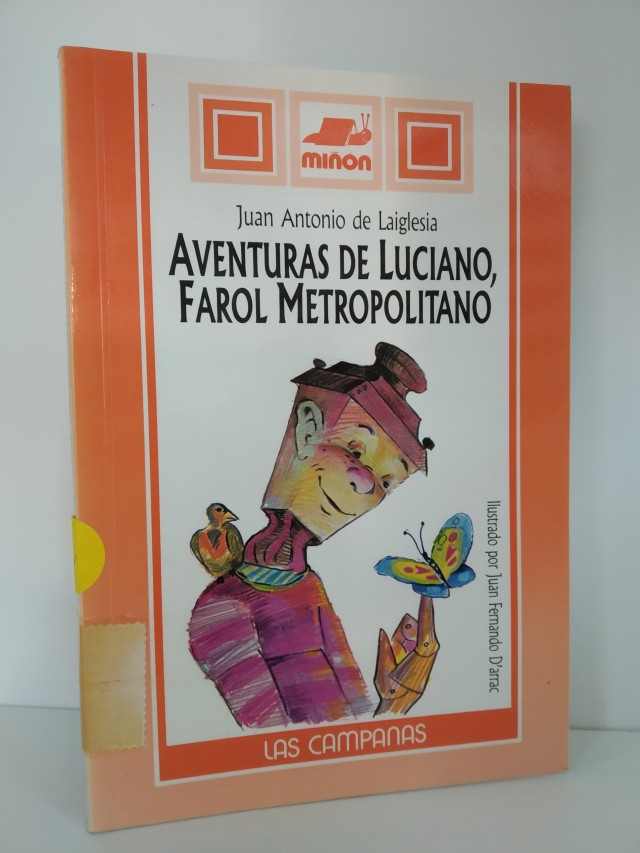 MIÑON
Juan Antonio de Laiglesia
AVENTURAS DE LUCIANO,
FAROL METROPOLITANO
Ilustrado por Juan Fernando D'arrac
LAS CAMPANAS